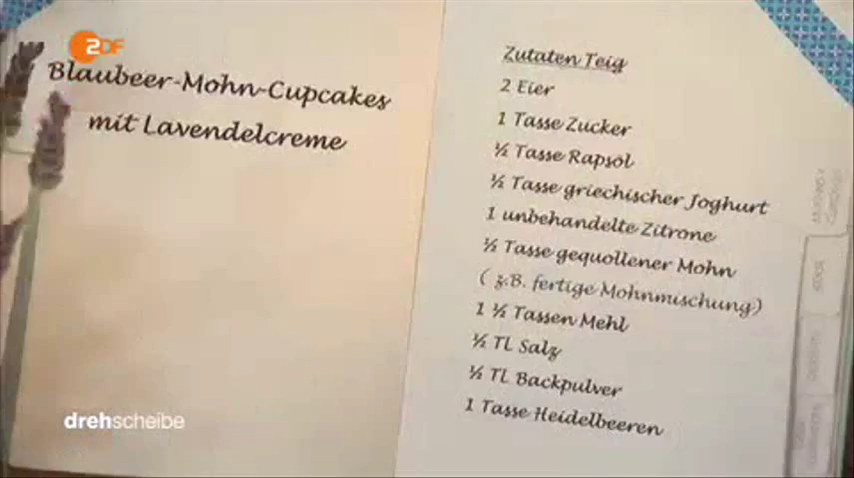 ZDF
Blaubeer-Mohn-Cupcakes
mit Lavendelcreme
drehscheibe
Zutaten Teig
2 Eier
1 Tasse Zucker
½ Tasse Rapsöl
½ Tasse griechischer Joghurt
1 unbehandelte Zitrone
½ Tasse gequollener Mohn
( z.B. fertige Mohnmischung)
1 ½ Tassen Mehl
½ TL Salz
½ TL Backpulver
1 Tasse Heidelbeeren